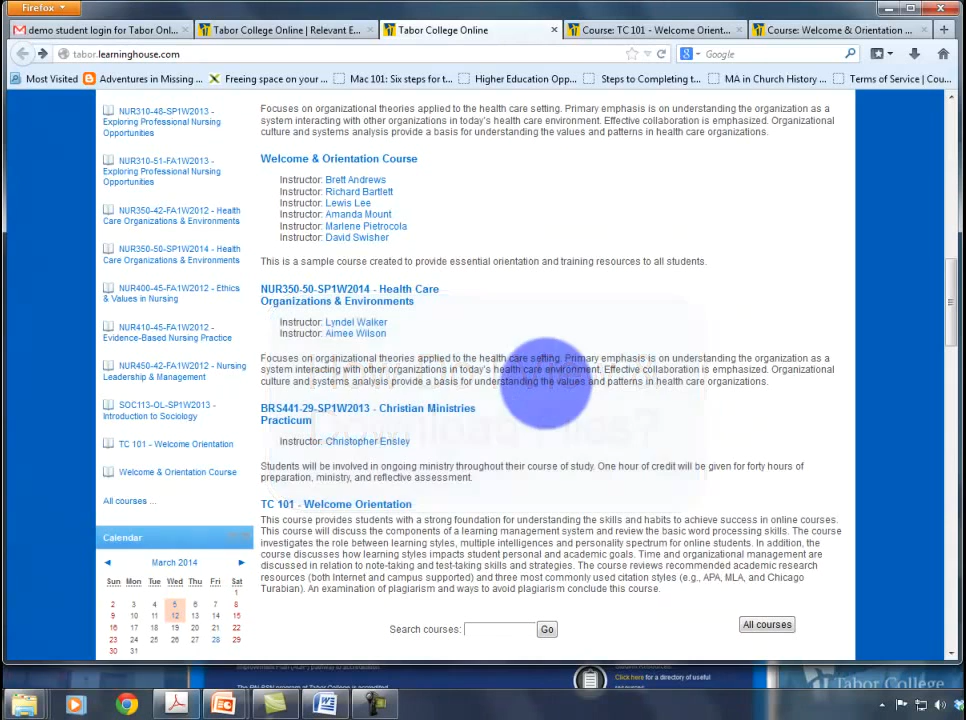 Firefox
demo student login for Tabor Onl...
Tabor College Online | Relevant E...
Tabor College Online
Course: TC 101 - Welcome Orient...
Course: Welcome & Orientation ...
tabor.learninghouse.com
Google
Most Visited
Adventures in Missing ...
Freeing space on your ...
Mac 101: Six steps for t...
Higher Education Opp...
Steps to Completing t...
MA in Church History ...
Terms of Service | Cou...
NUR310-48-SP1W2013 -
Exploring Professional Nursing
Opportunities
NUR310-51-FA1W2013 -
Exploring Professional Nursing
Opportunities
NUR350-42-FA1W2012 - Health
Care Organizations & Environments
NUR350-50-SP1W2014 - Health
Care Organizations & Environments
NUR400-45-FA1W2012 - Ethics
& Values in Nursing
NUR410-45-FA1W2012 -
Evidence-Based Nursing Practice
NUR450-42-FA1W2012 - Nursing
Leadership & Management
SOC113-OL-SP1W2013 -
Introduction to Sociology
TC 101 - Welcome Orientation
Welcome & Orientation Course
All courses ...
Calendar
March 2014
Sun Mon Tue Wed Thu Fri Sat
1
2 3 4 5 6 7 8
9 10 11 12 13 14 15
16 17 18 19 20 21 22
23 24 25 26 27 28 29
30 31
Focuses on organizational theories applied to the health care setting. Primary emphasis is on understanding the organization as a
system interacting with other organizations in today's health care environment. Effective collaboration is emphasized. Organizational
culture and systems analysis provide a basis for understanding the values and patterns in health care organizations.
Welcome & Orientation Course
Instructor: Brett Andrews
Instructor: Richard Bartlett
Instructor: Lewis Lee
Instructor: Amanda Mount
Instructor: Marlene Pietrocola
Instructor: David Swisher
This is a sample course created to provide essential orientation and training resources to all students.
NUR350-50-SP1W2014 - Health Care
Organizations & Environments
Instructor: Lyndel Walker
Instructor: Aimee Wilson
Focuses on organizational theories applied to the health care setting. Primary emphasis is on understanding the organization as a
system interacting with other organizations in today's health care environment. Effective collaboration is emphasized. Organizational
culture and systems analysis provide a basis for understanding the values and patterns in health care organizations.
Download Files?
BRS441-29-SP1W2013 - Christian Ministries
Practicum
Instructor: Christopher Ensley
Students will be involved in ongoing ministry throughout their course of study. One hour of credit will be given for forty hours of
preparation, ministry, and reflective assessment.
TC 101 - Welcome Orientation
This course provides students with a strong foundation for understanding the skills and habits to achieve success in online courses.
This course will discuss the components of a learning management system and review the basic word processing skills. The course
investigates the role between learning styles, multiple intelligences and personality spectrum for online students. In addition, the
course discusses how learning styles impacts student personal and academic goals. Time and organizational management are
discussed in relation to note-taking and test-taking skills and strategies. The course reviews recommended academic research
resources (both Internet and campus supported) and three most commonly used citation styles (e.g., APA, MLA, and Chicago
Turabian). An examination of plagiarism and ways to avoid plagiarism conclude this course.
Search courses:
Go
All courses
Click here for a directory of useful
Tabor College